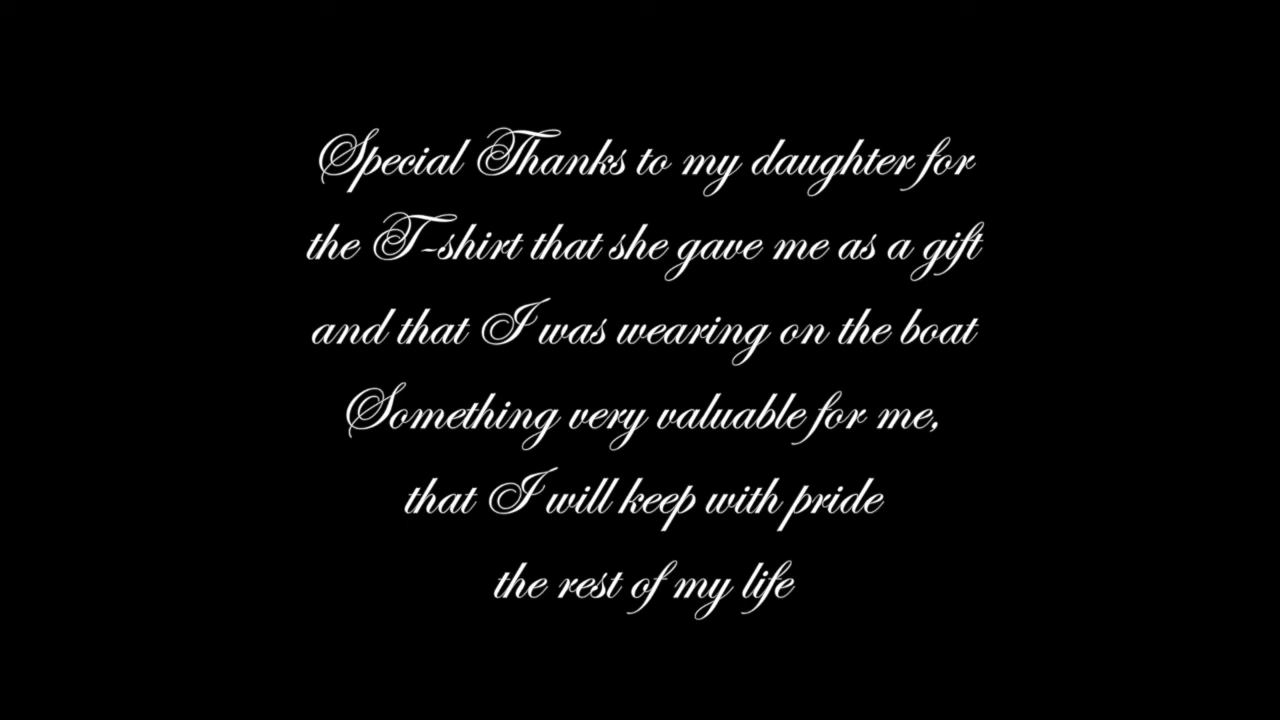 Special Thanks to my daughter for
the T-shirt that she gave me as a gift
and that I was wearing on the boat
Something very valuable for me,
that I will keep with pride
the rest of my life